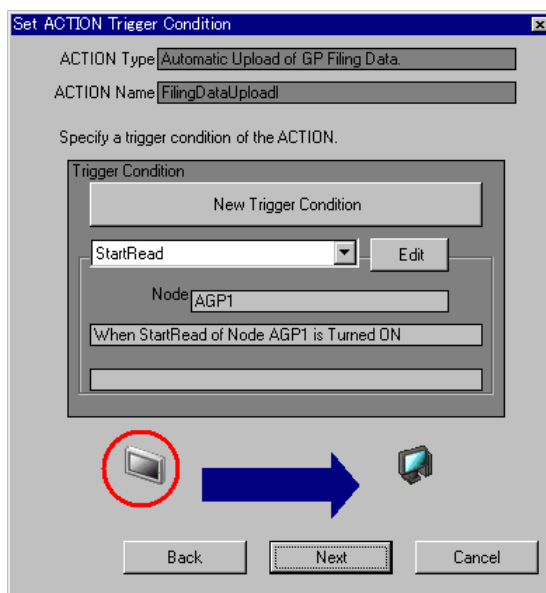 Set ACTION Trigger Condition
ACTION Type Automatic Upload of GP Filing Data.
ACTION Name FilingDataUploadl
Specify a trigger condition of the ACTION.
Trigger Condition
New Trigger Condition
StartRead Edit
Node AGP1
When StartRead of Node AGP1 is Turned ON
Back Next Cancel